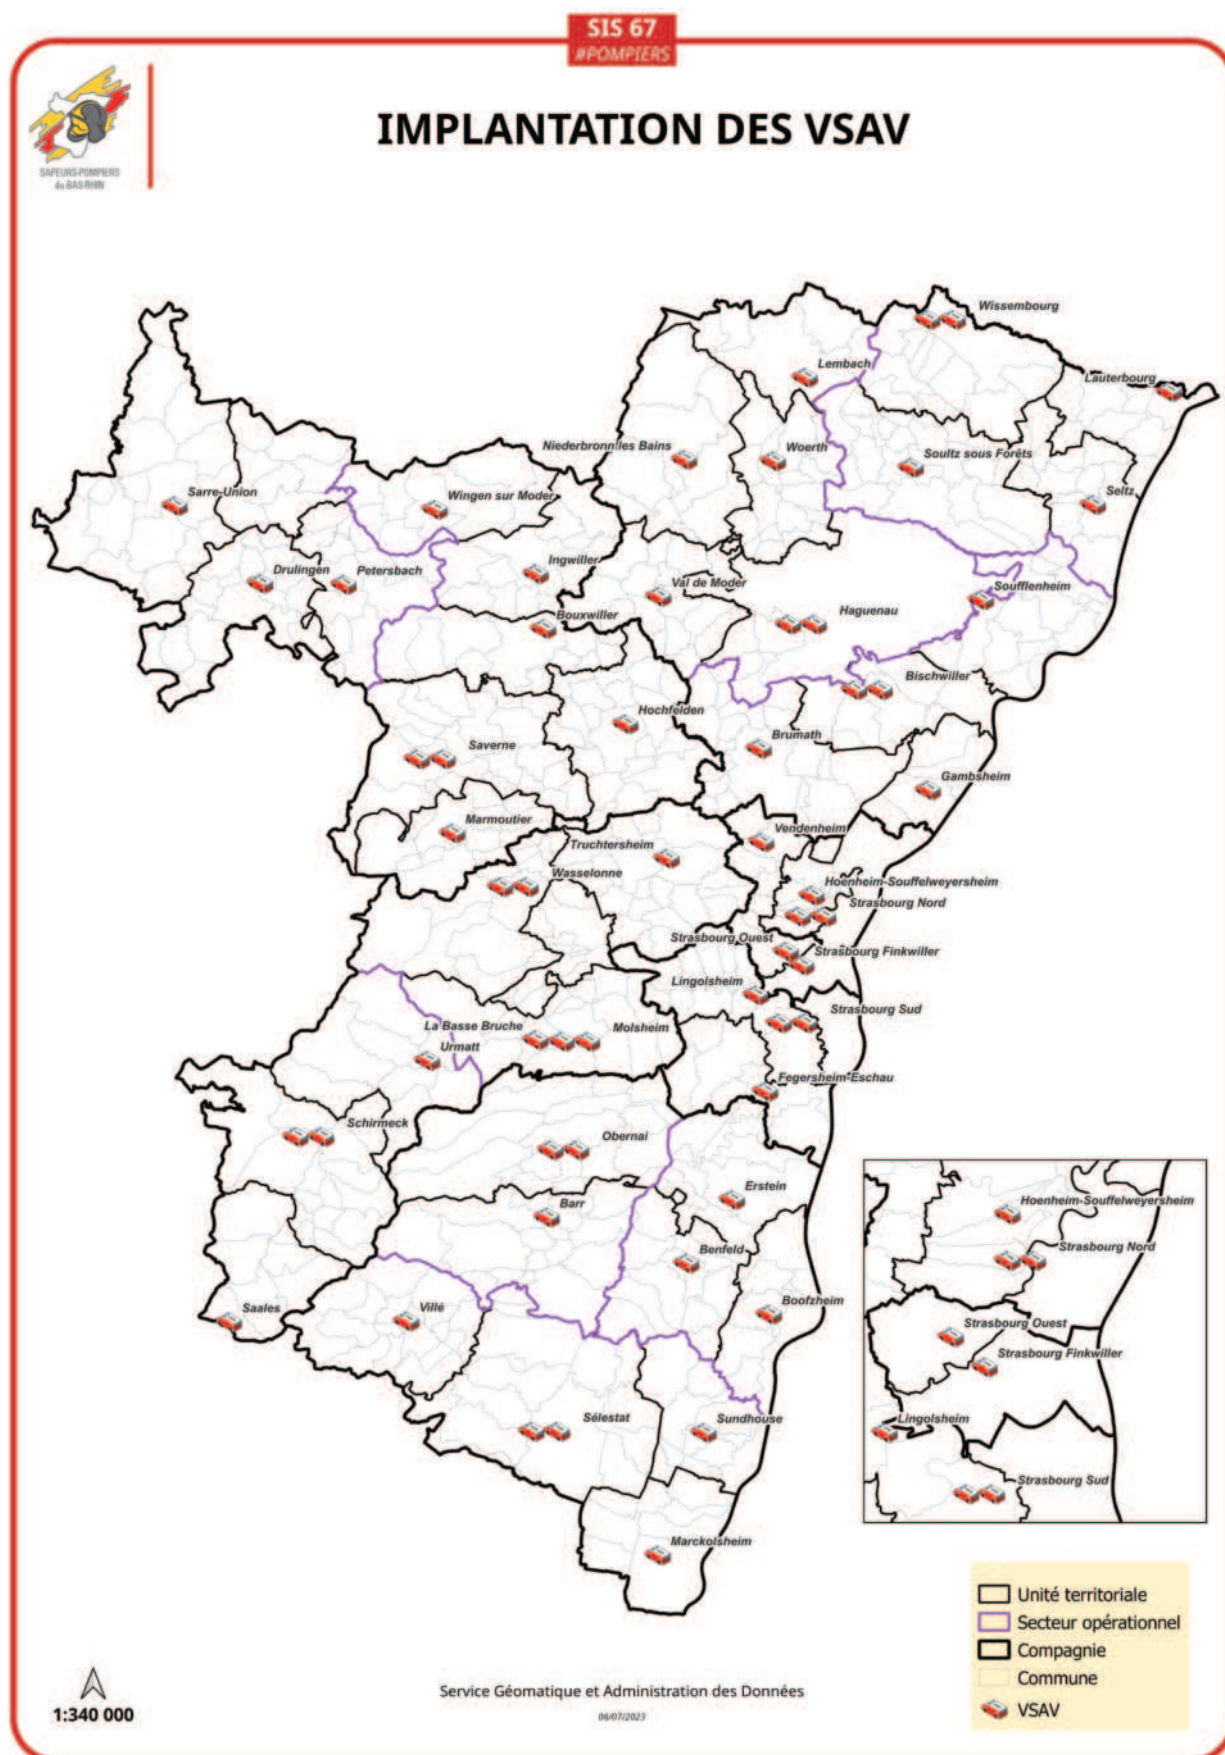 SIS 67
#POMPIERS
SAPEURS-POMPIERS
du BAS-RHIN
IMPLANTATION DES VSAV
Wissembourg
Lembach
Lauterbourg
Niederbronn les Bains
Woerth
Soultz sous Forêts
Seltz
Sarre-Union
Wingen sur Moder
Ingwiller
Drulingen
Petersbach
Val de Moder
Soufflenheim
Haguenau
Bouxwiller
Bischwiller
Hochfelden
Brumath
Saverne
Gambsheim
Marmoutier
Vendenheim
Truchtersheim
Wasselonne
Hoenheim-Souffelweyersheim
Strasbourg Nord
Strasbourg Ouest
Strasbourg Finkwiller
Lingolsheim
Strasbourg Sud
La Basse Bruche
Molsheim
Urmatt
Fegersheim-Eschau
Schirmeck
Obernai
Erstein
Barr
Benfeld
Boofzheim
Saales
Villé
Sélestat
Sundhouse
Marckolsheim
Hoenheim-Souffelweyersheim
Strasbourg Nord
Strasbourg Ouest
Strasbourg Finkwiller
Lingolsheim
Strasbourg Sud
Unité territoriale
Secteur opérationnel
Compagnie
Commune
VSAV
1:340 000
Service Géomatique et Administration des Données
06/07/2023